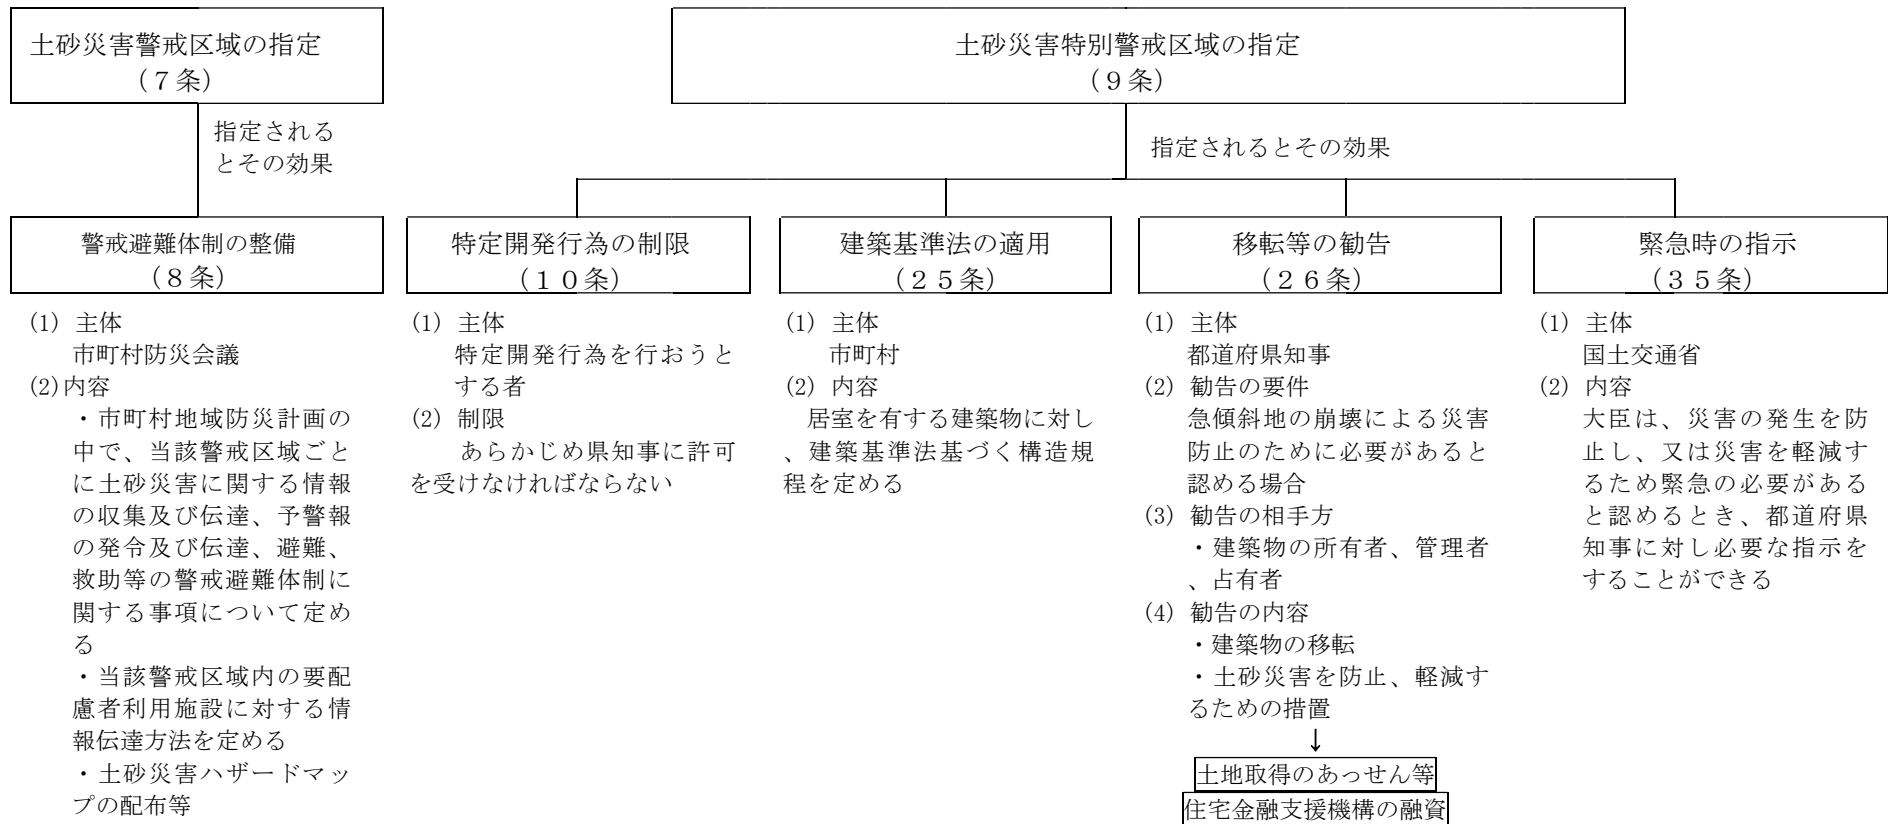 土砂災害警戒区域の指定
(７条)
土砂災害特別警戒区域の指定
(９条)
指定される
とその効果
指定されるとその効果
警戒避難体制の整備
(８条)
(1) 主体
市町村防災会議
(2)内容
・市町村地域防災計画の
中で、当該警戒区域ごと
に土砂災害に関する情報
の収集及び伝達、予警報
の発令及び伝達、避難、
救助等の警戒避難体制に
関する事項について定め
る
・当該警戒区域内の要配
慮者利用施設に対する情
報伝達方法を定める
・土砂災害ハザードマッ
プの配布等
特定開発行為の制限
(１０条)
(1) 主体
特定開発行為を行おうと
する者
(2) 制限
あらかじめ県知事に許可
を受けなければならない
建築基準法の適用
(２５条)
(1) 主体
市町村
(2) 内容
居室を有する建築物に対し
、建築基準法基づく構造規
程を定める
移転等の勧告
(２６条)
(1) 主体
都道府県知事
(2) 勧告の要件
急傾斜地の崩壊による災害
防止のために必要があると
認める場合
(3) 勧告の相手方
・建築物の所有者、管理者
、占有者
(4) 勧告の内容
・建築物の移転
・土砂災害を防止、軽減す
るための措置
↓
土地取得のあっせん等
住宅金融支援機構の融資
緊急時の指示
(３５条)
(1) 主体
国土交通省
(2) 内容
大臣は、災害の発生を防
止し、又は災害を軽減す
るため緊急の必要がある
と認めるとき、都道府県
知事に対し必要な指示を
することができる